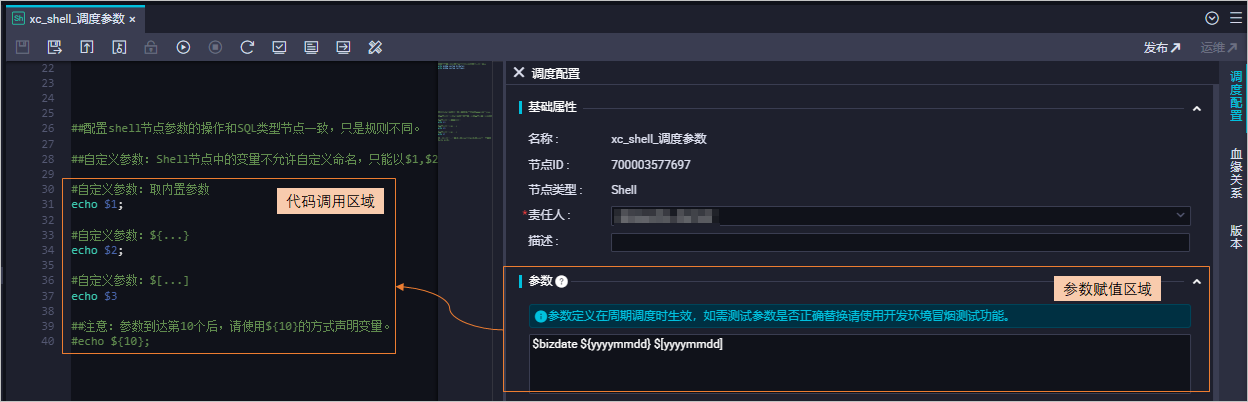 Sh xc_shell_调度参数 ×
发布 运维
22
23
24
25
26 ##配置shell节点参数的操作和SQL类型节点一致，只是规则不同。
27
28 ##自定义参数：Shell节点中的变量不允许自定义命名，只能以$1,$2
29
30 #自定义参数：取内置参数
31 echo $1;
32
33 #自定义参数：${...}
34 echo $2;
35
36 #自定义参数：$[...]
37 echo $3
38
39 ##注意：参数到达第10个后，请使用${10}的方式声明变量。
40 #echo ${10};
代码调用区域
调度配置
基础属性
名称： xc_shell_调度参数
节点ID： 700003577697
节点类型： Shell
*责任人：
描述：
参数 ?
参数赋值区域
参数定义在周期调度时生效，如需测试参数是否正确替换请使用开发环境冒烟测试功能。
$bizdate ${yyyymmdd} $[yyyymmdd]
调度配置
血缘关系
版本